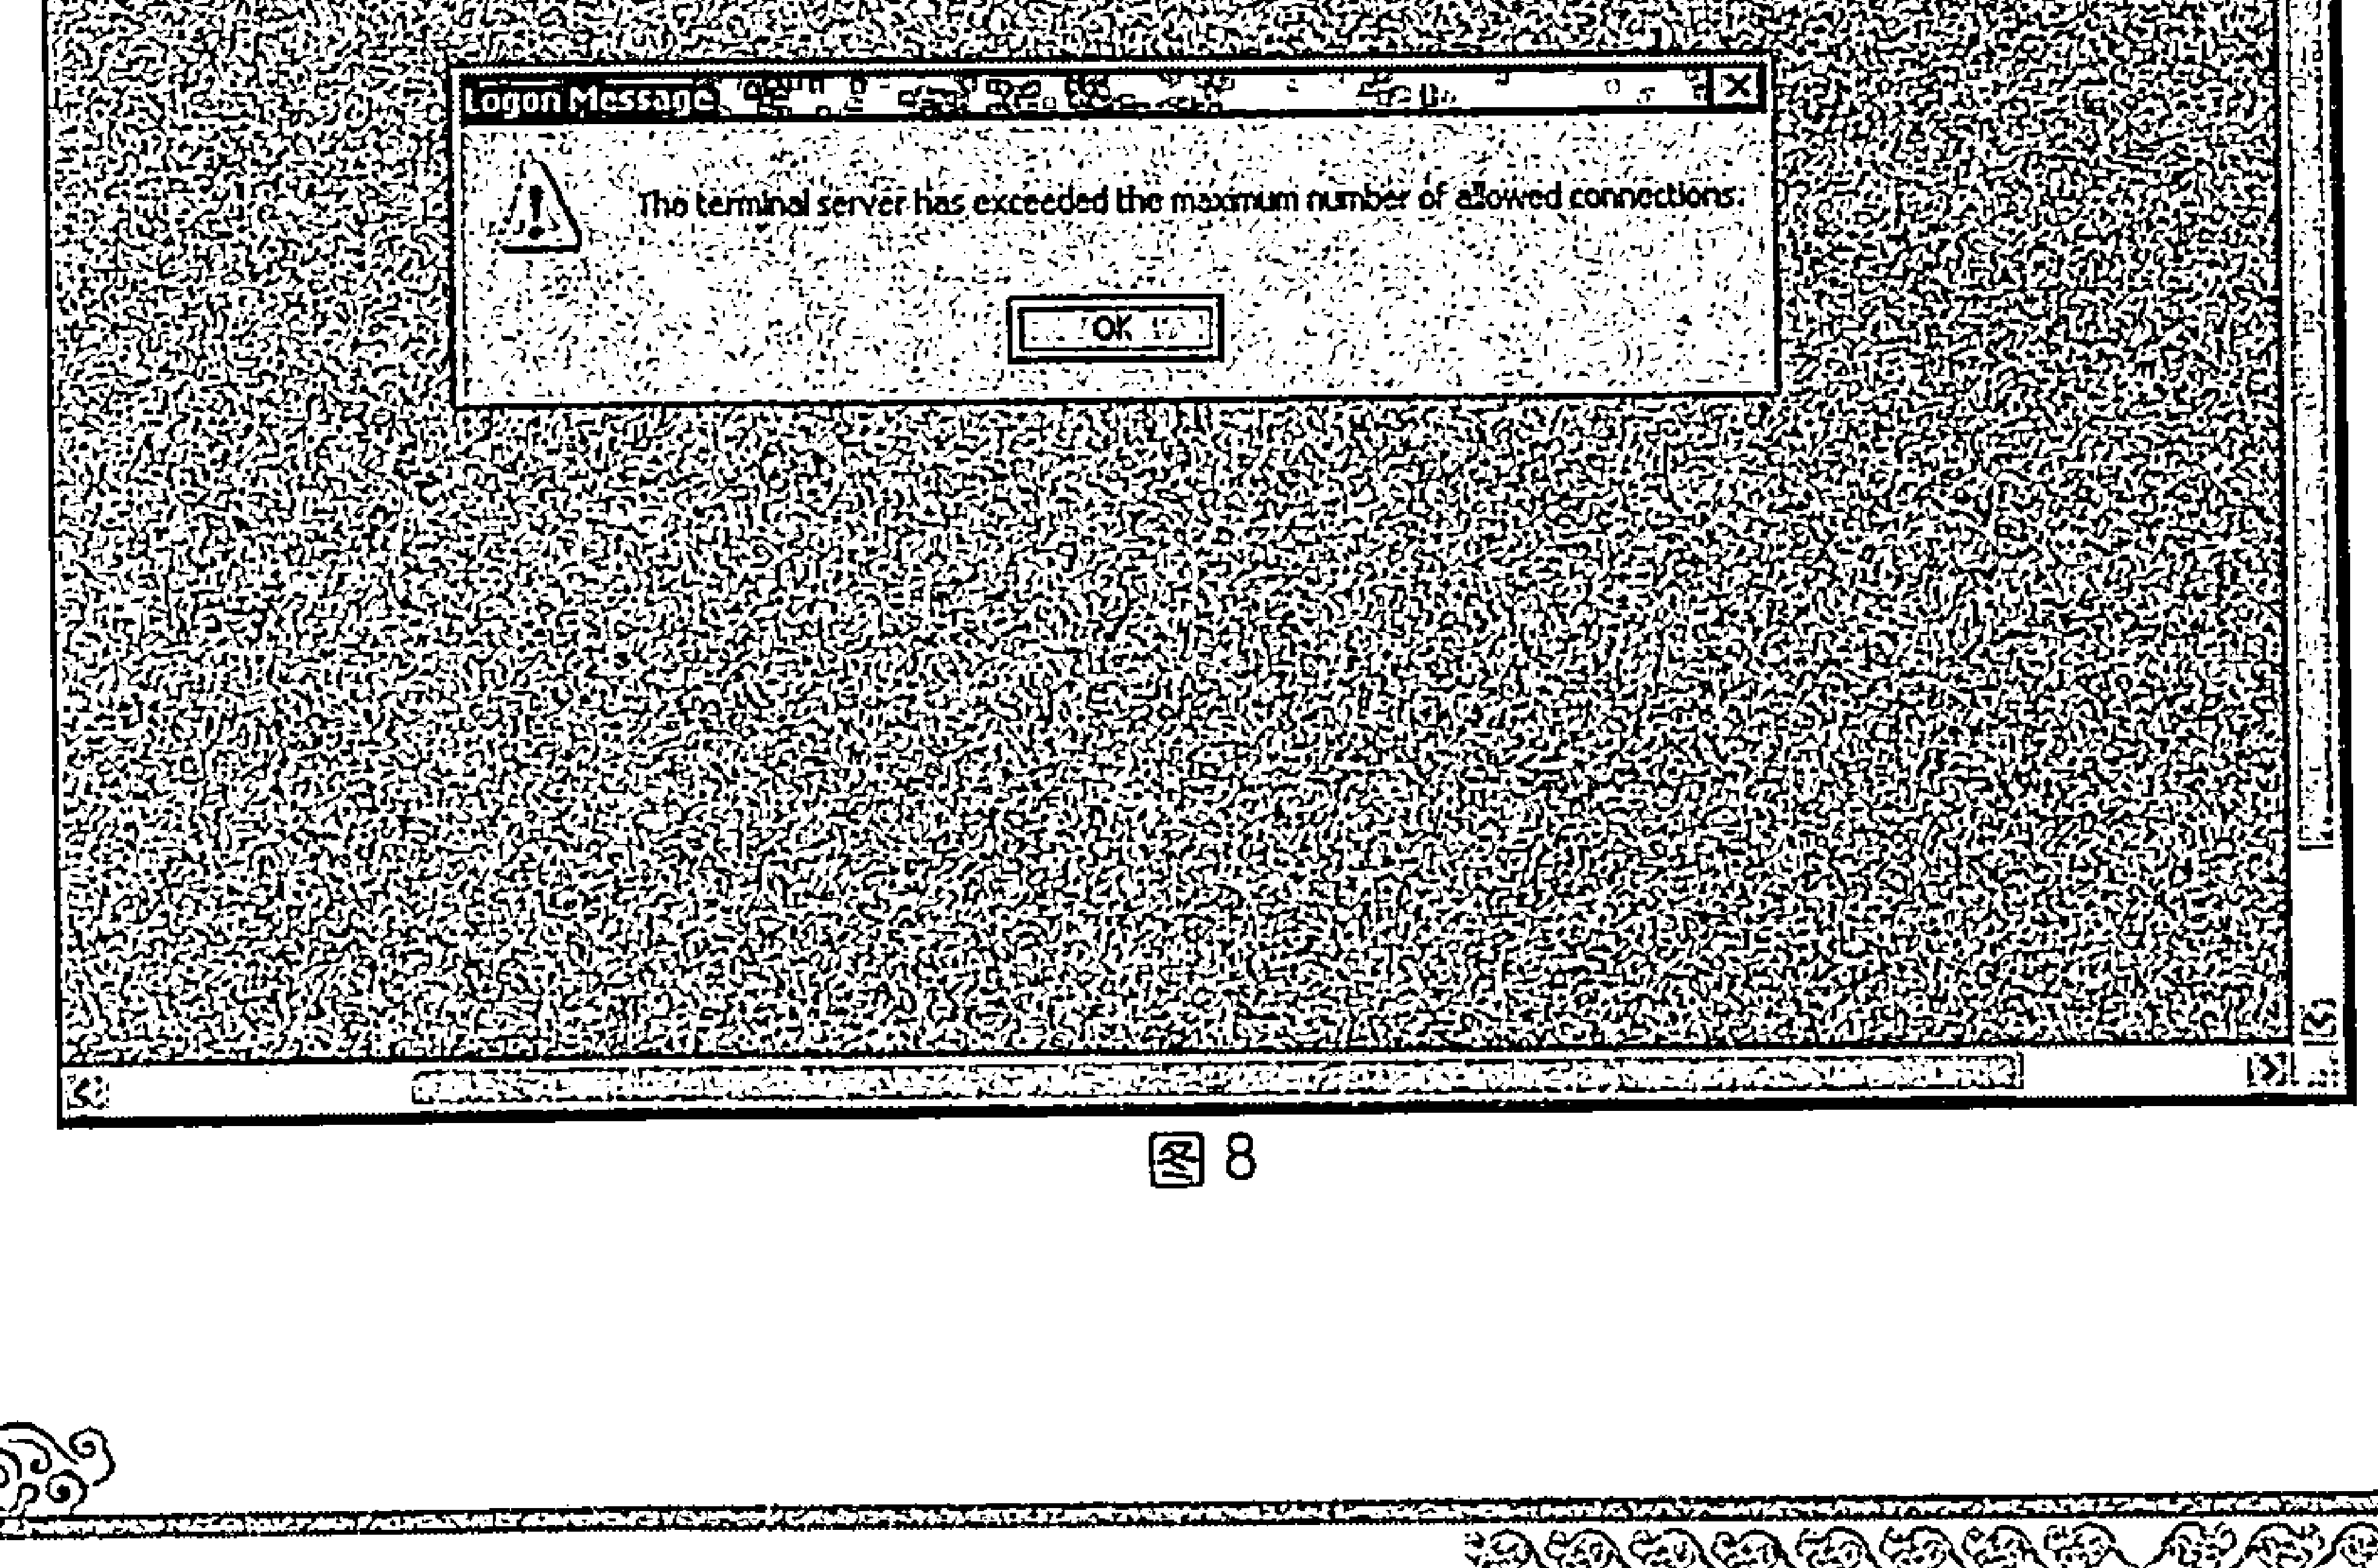 Logon Message
The terminal server has exceeded the maximum number of allowed connections.
OK
图 8